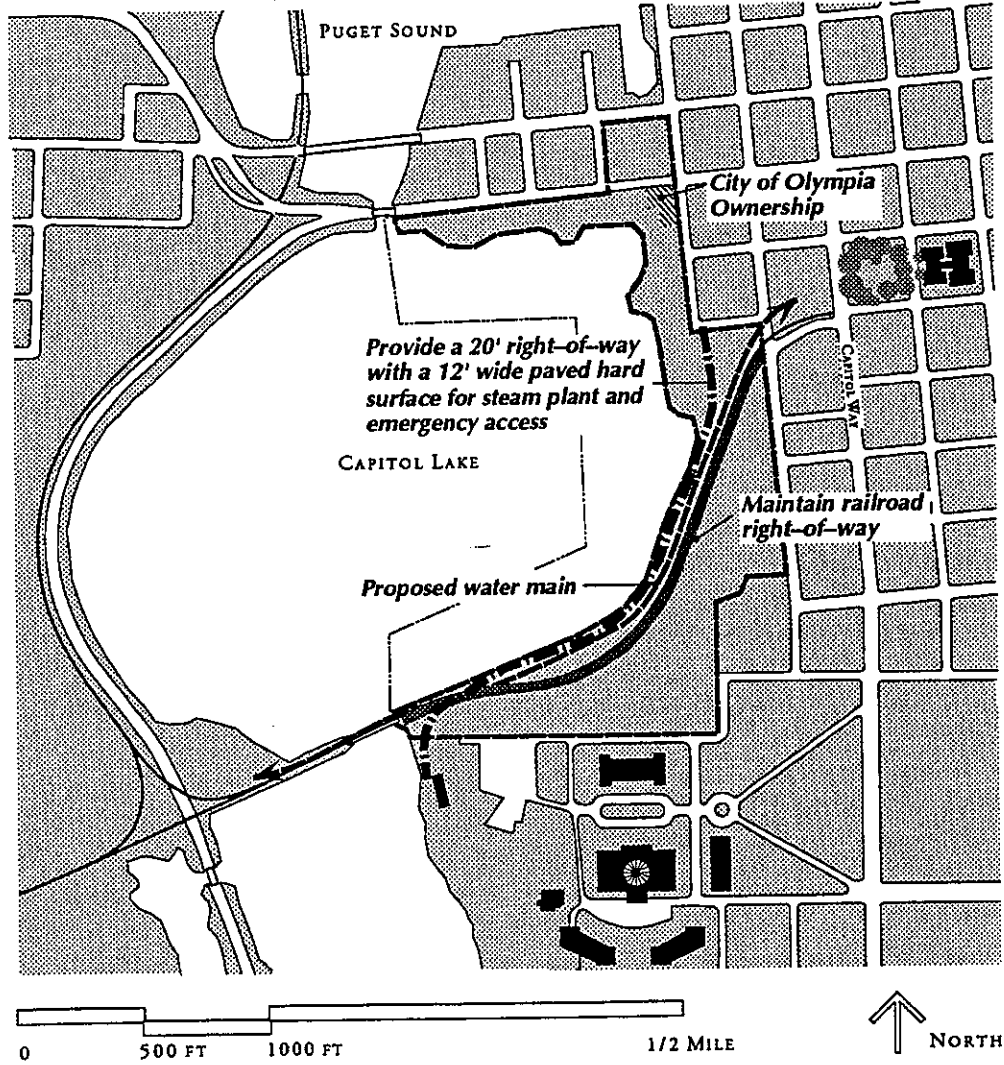 PUGET SOUND
City of Olympia
Ownership
Provide a 20' right-of-way
with a 12' wide paved hard
surface for steam plant and
emergency access
CAPITOL WAY
CAPITOL LAKE
Maintain railroad
right-of-way
Proposed water main
0
500 FT
1000 FT
1/2 MILE
NORTH